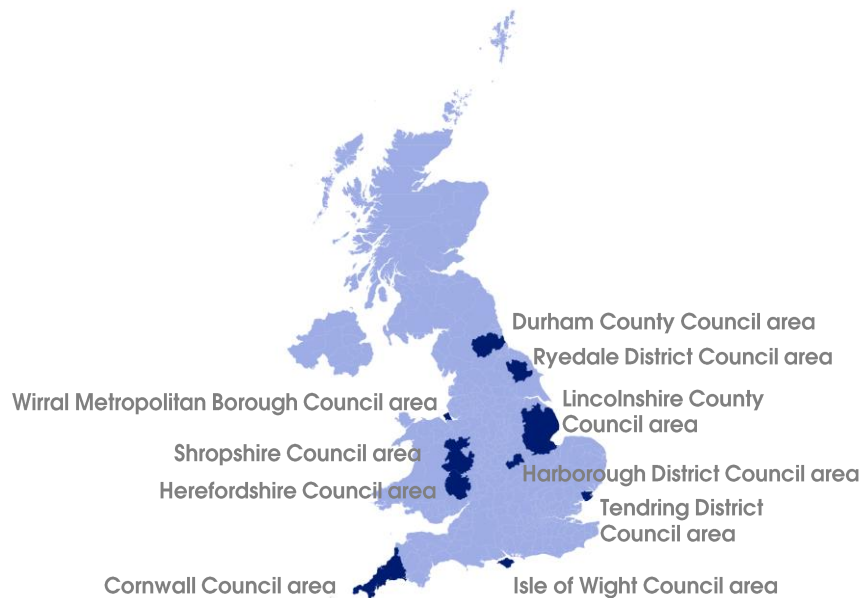 Durham County Council area
Ryedale District Council area
Wirral Metropolitan Borough Council area
Lincolnshire County
Council area
Shropshire Council area
Harborough District Council area
Herefordshire Council area
Tendring District
Council area
Cornwall Council area
Isle of Wight Council area